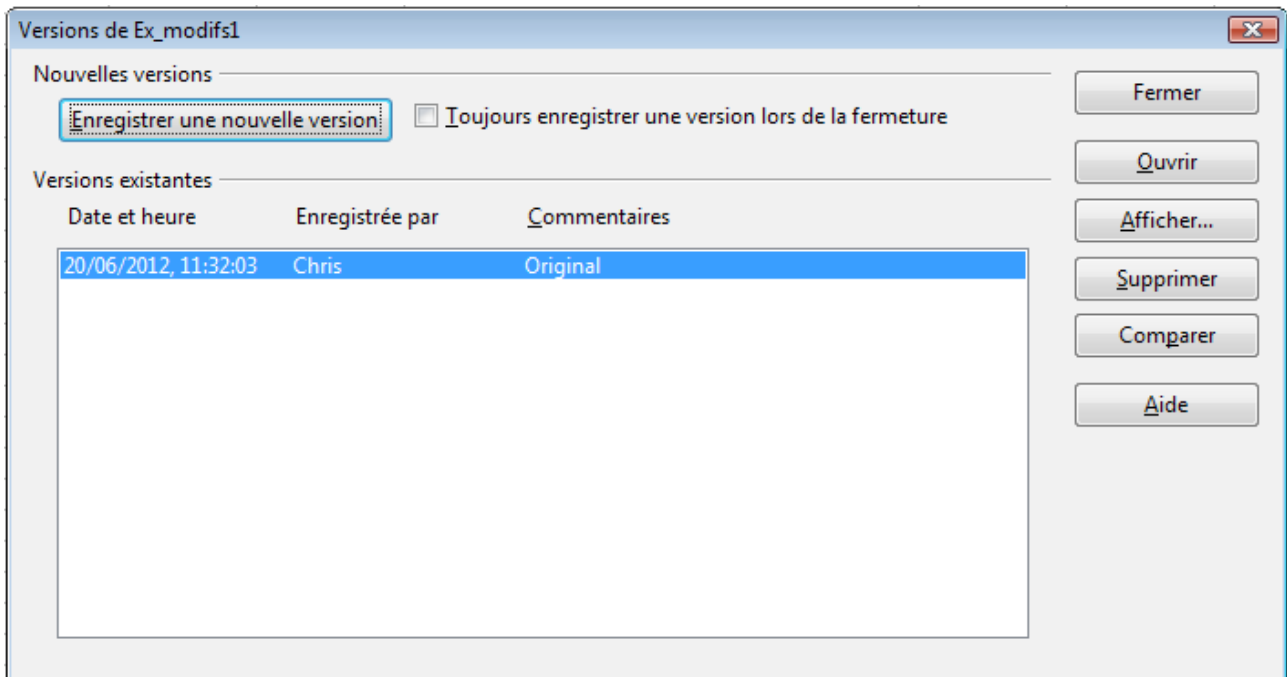 Versions de Ex_modifs1
Nouvelles versions
Enregistrer une nouvelle version
Toujours enregistrer une version lors de la fermeture
Versions existantes
Date et heure Enregistrée par Commentaires
20/06/2012, 11:32:03 Chris Original
Fermer
Ouvrir
Afficher...
Supprimer
Comparer
Aide